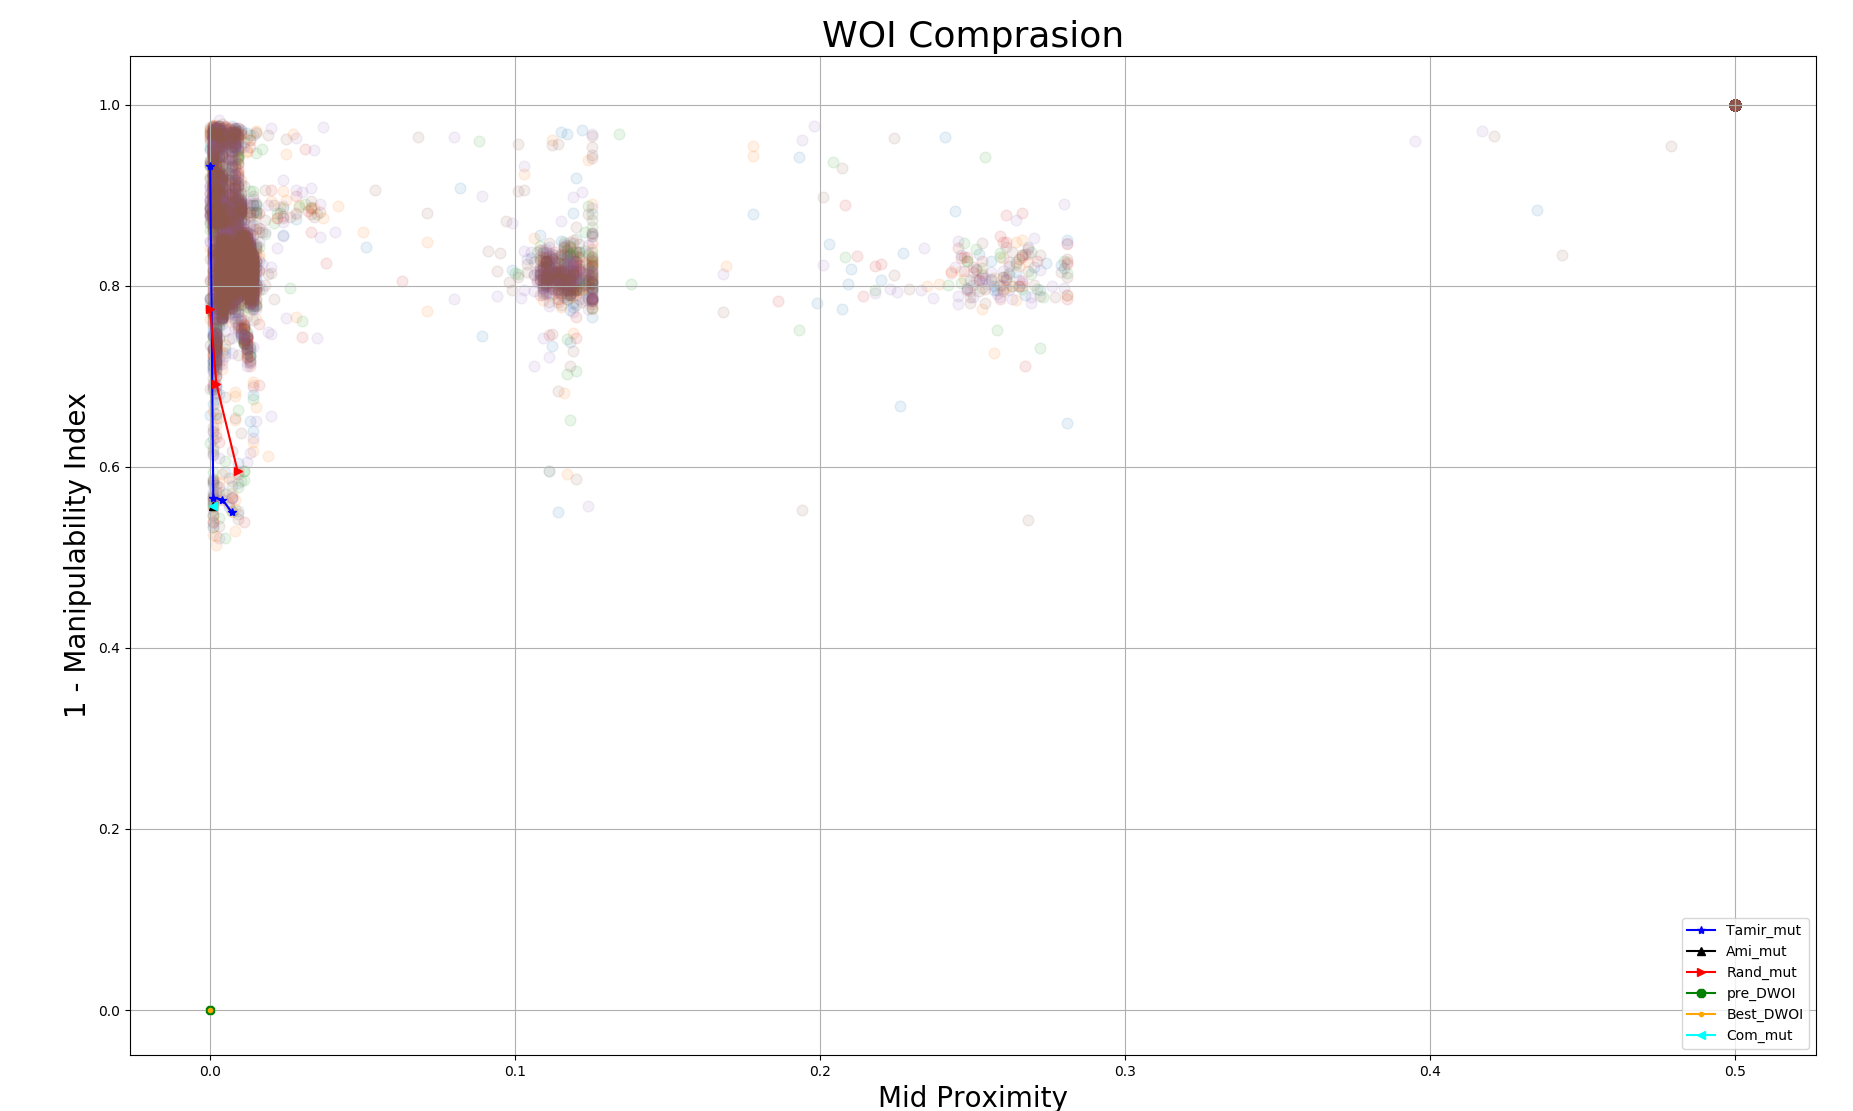 WOI Comprasion
1 - Manipulability Index
1.0
0.8
0.6
0.4
0.2
0.0
0.0 0.1 0.2 0.3 0.4 0.5
Mid Proximity
Tamir_mut
Ami_mut
Rand_mut
pre_DWOI
Best_DWOI
Com_mut